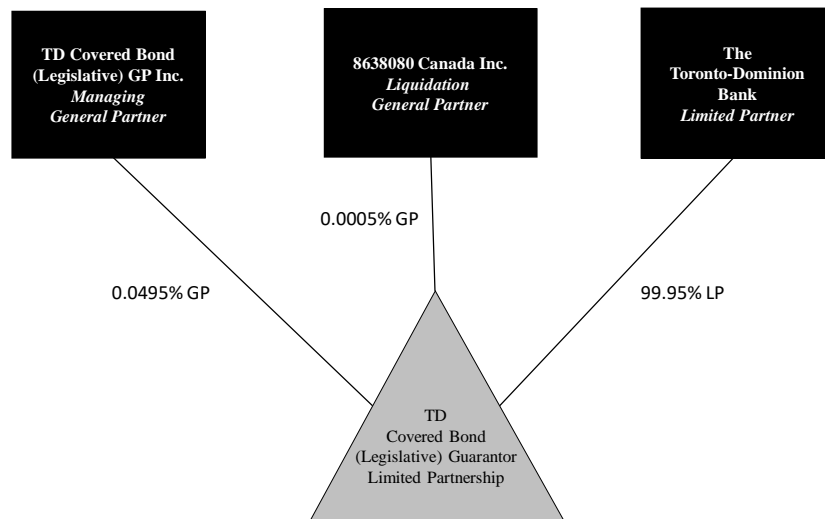 TD Covered Bond
(Legislative) GP Inc.
Managing
General Partner
8638080 Canada Inc.
Liquidation
General Partner
The
Toronto-Dominion
Bank
Limited Partner
0.0005% GP
0.0495% GP
99.95% LP
TD
Covered Bond
(Legislative) Guarantor
Limited Partnership